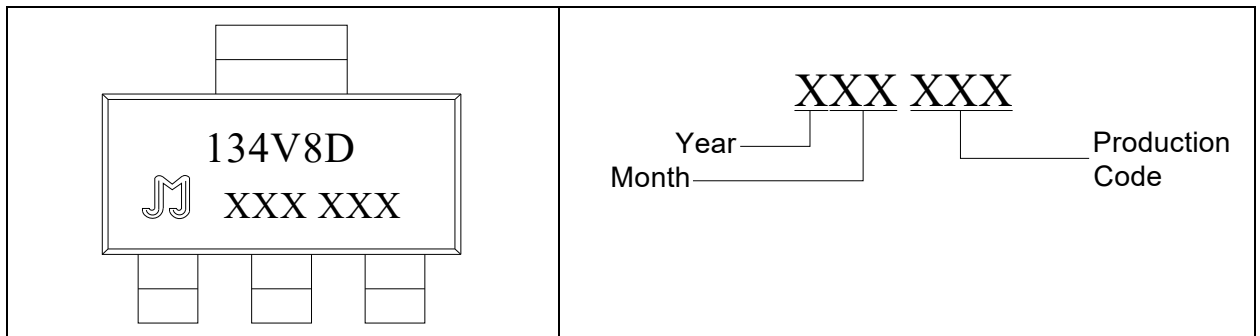 134V8D
XXX XXX
XXX XXX
Year
Month
Production
Code